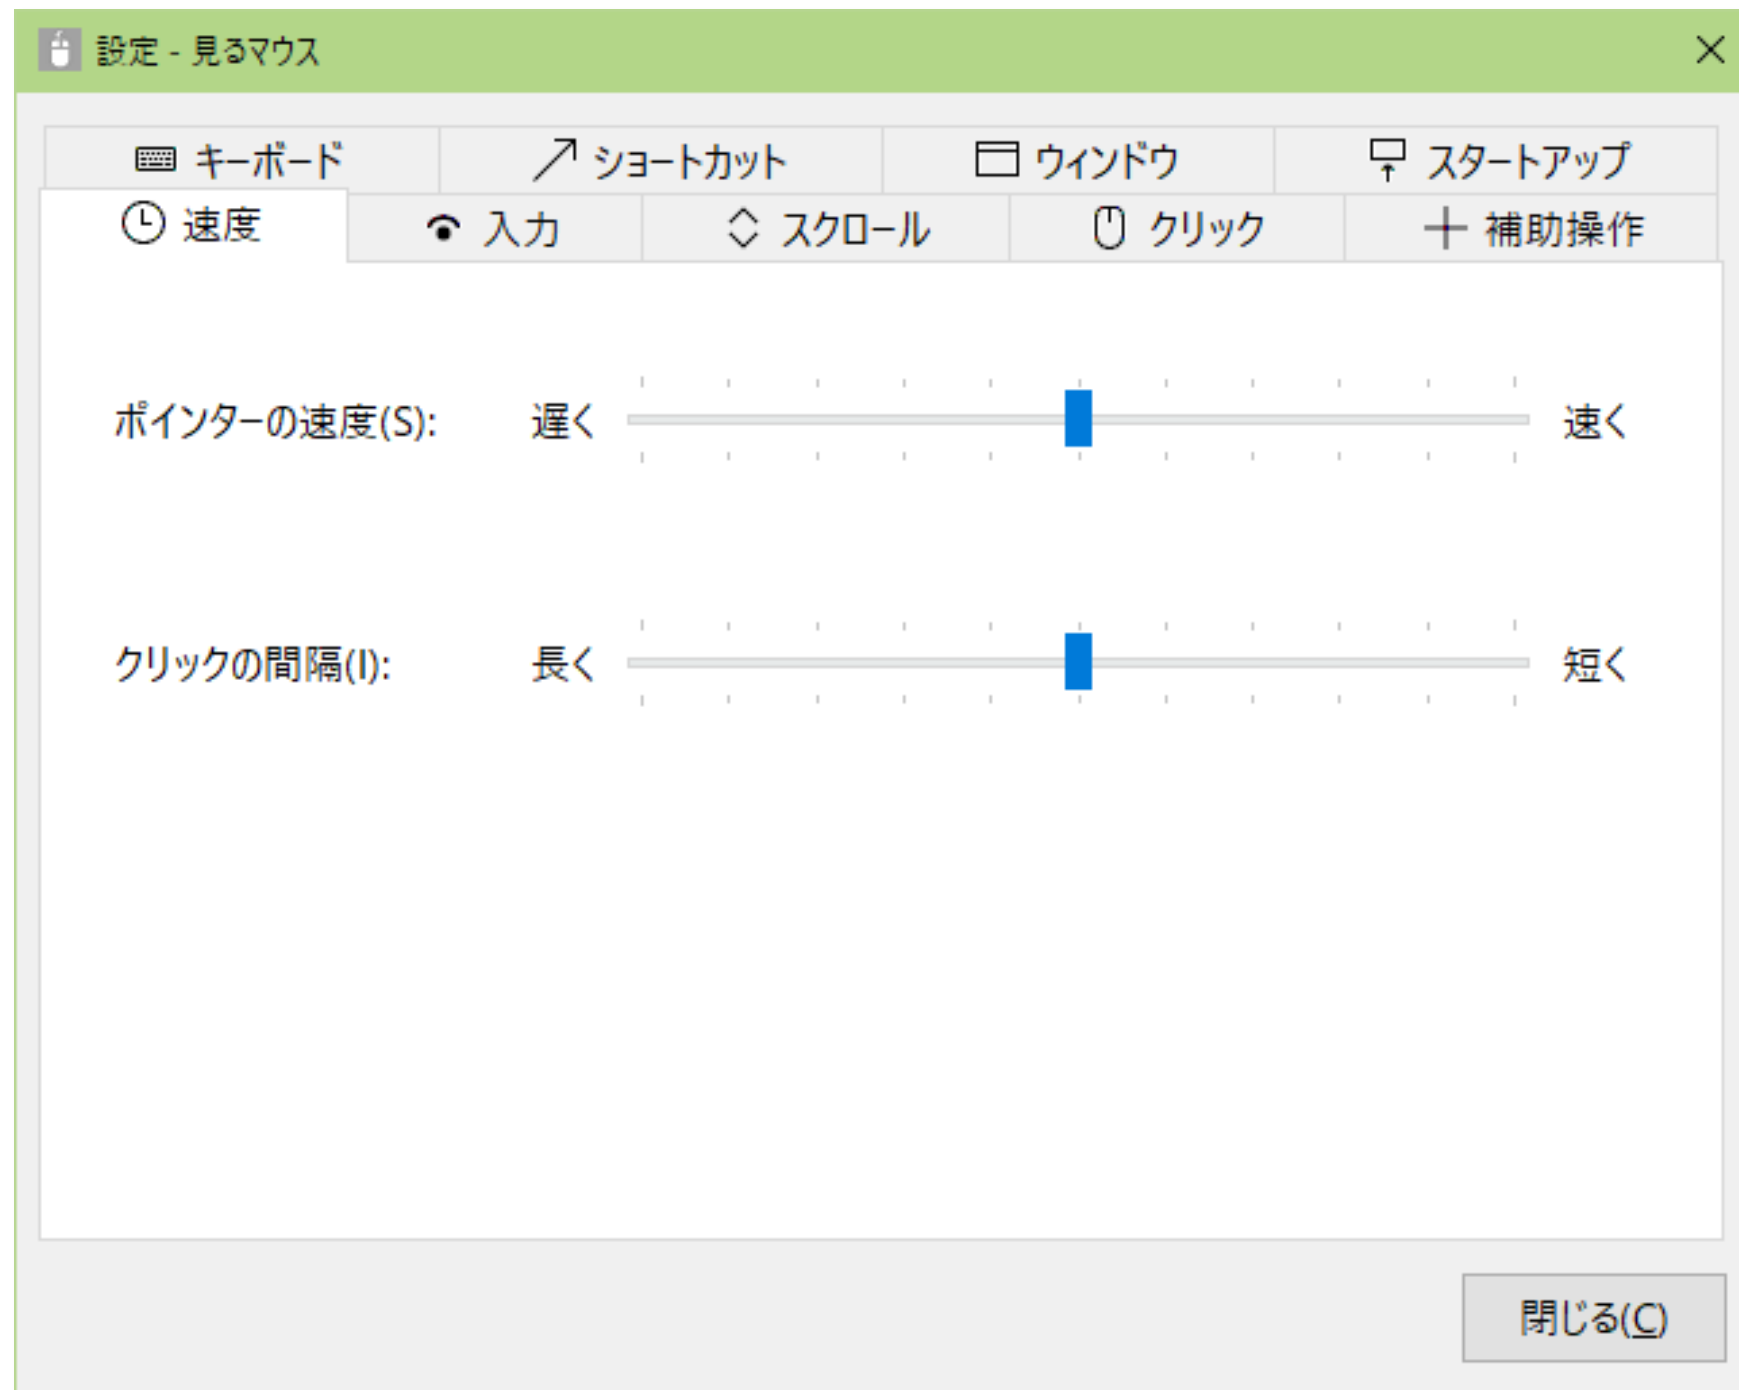 設定 - 見るマウス
キーボード ショートカット ウィンドウ スタートアップ
速度 入力 スクロール クリック 補助操作
ポインターの速度(S): 遅く 速く
クリックの間隔(I): 長く 短く
閉じる(C)